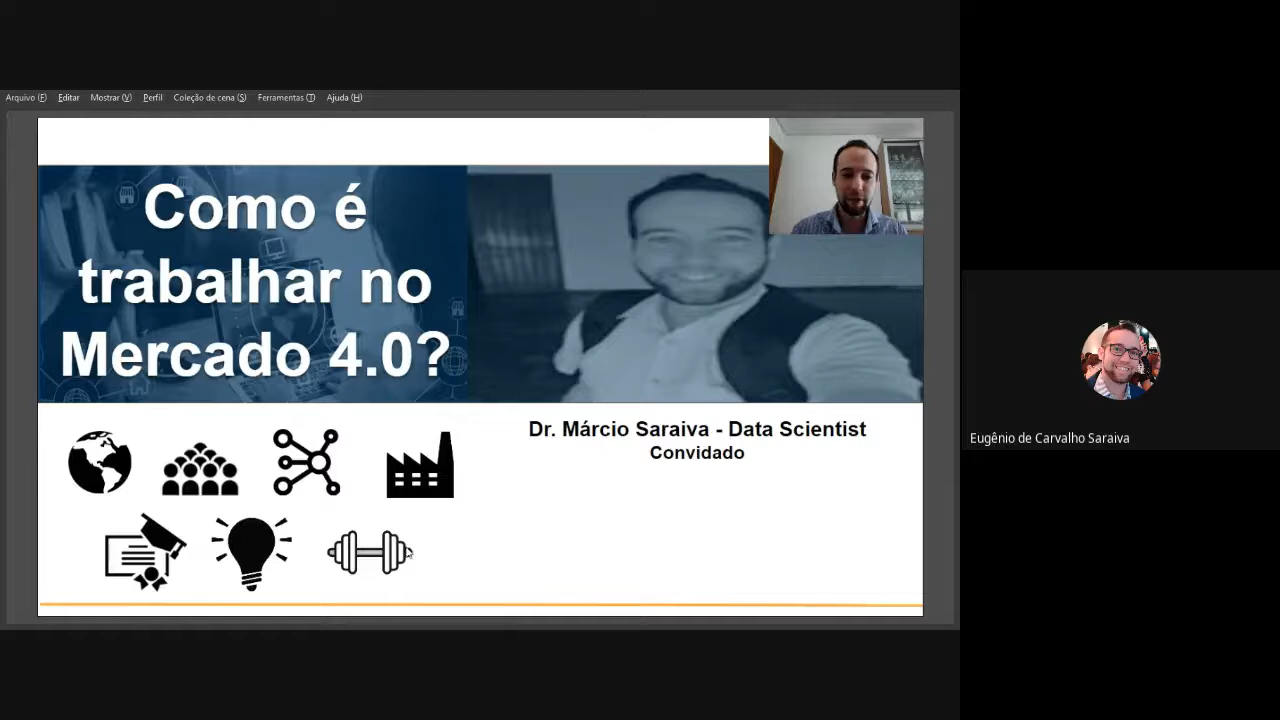 Arquivo (F) Editar Mostrar (V) Perfil Coleção de cena (S) Ferramentas (T) Ajuda (H)
Como é
trabalhar no
Mercado 4.0?
Dr. Márcio Saraiva - Data Scientist
Convidado
Eugênio de Carvalho Saraiva